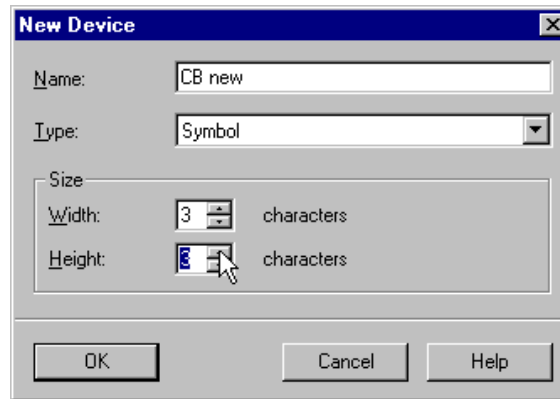 New Device
Name: CB new
Type: Symbol
Size
Width: 3 characters
Height: 3 characters
OK Cancel Help